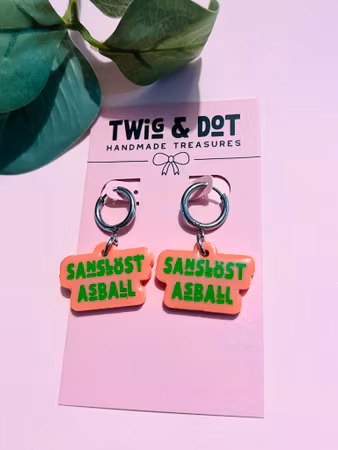 TWiG & DOT
HANDMADE TREASURES
SANSLÖST
ASBALL
SANSLÖST
ASBALL